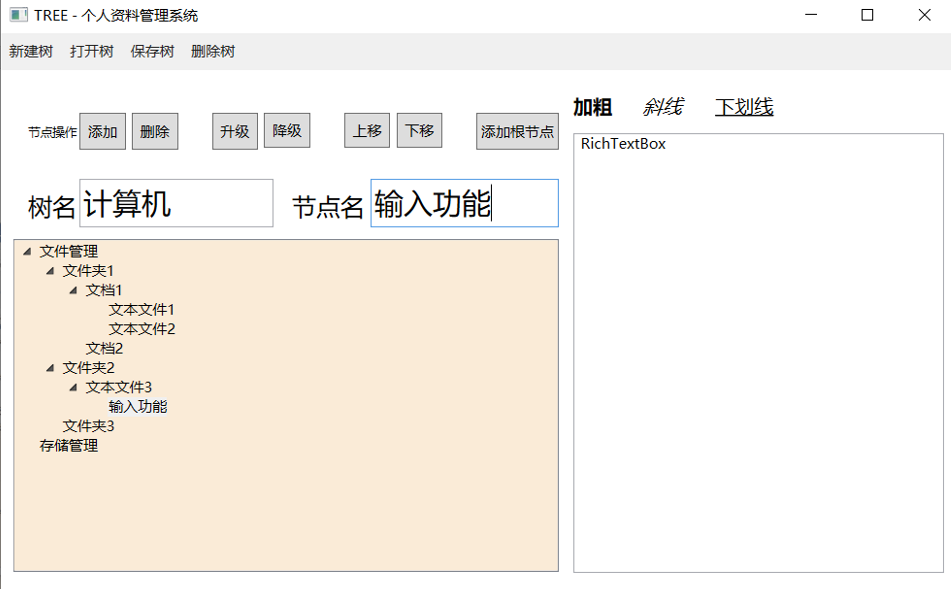 TREE - 个人资料管理系统
新建树 打开树 保存树 删除树
节点操作 添加 删除 升级 降级 上移 下移 添加根节点
加粗 斜线 下划线
树名 计算机 节点名 输入功能
RichTextBox
文件管理
文件夹1
文档1
文本文件1
文本文件2
文档2
文件夹2
文本文件3
输入功能
文件夹3
存储管理